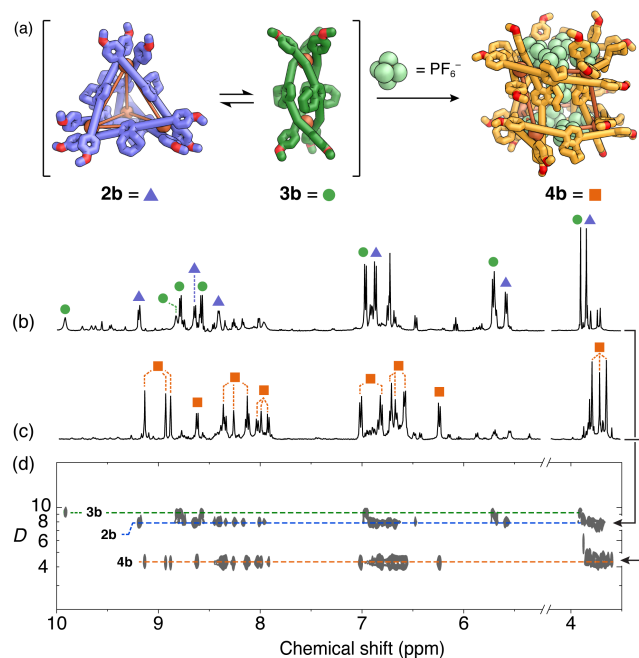 (a)
= PF₆⁻
2b = ▲
3b = ●
4b = ■
(b)
(c)
(d)
10
8
6
4
D
3b
2b
4b
10 9 8 7 6 4
Chemical shift (ppm)